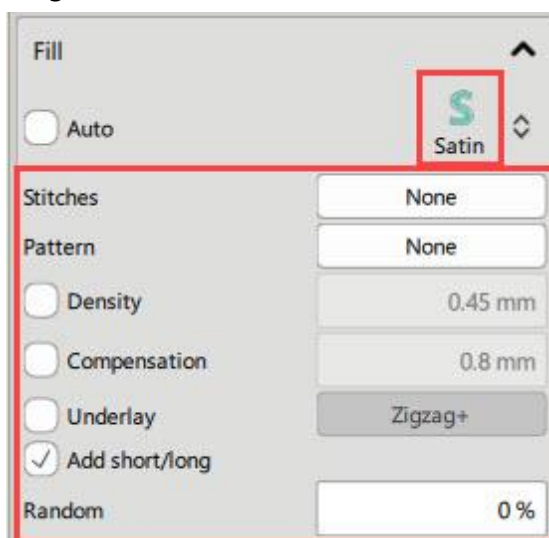 Fill
Auto
S
Satin
Stitches None
Pattern None
Density 0.45 mm
Compensation 0.8 mm
Underlay Zigzag+
Add short/long
Random 0 %